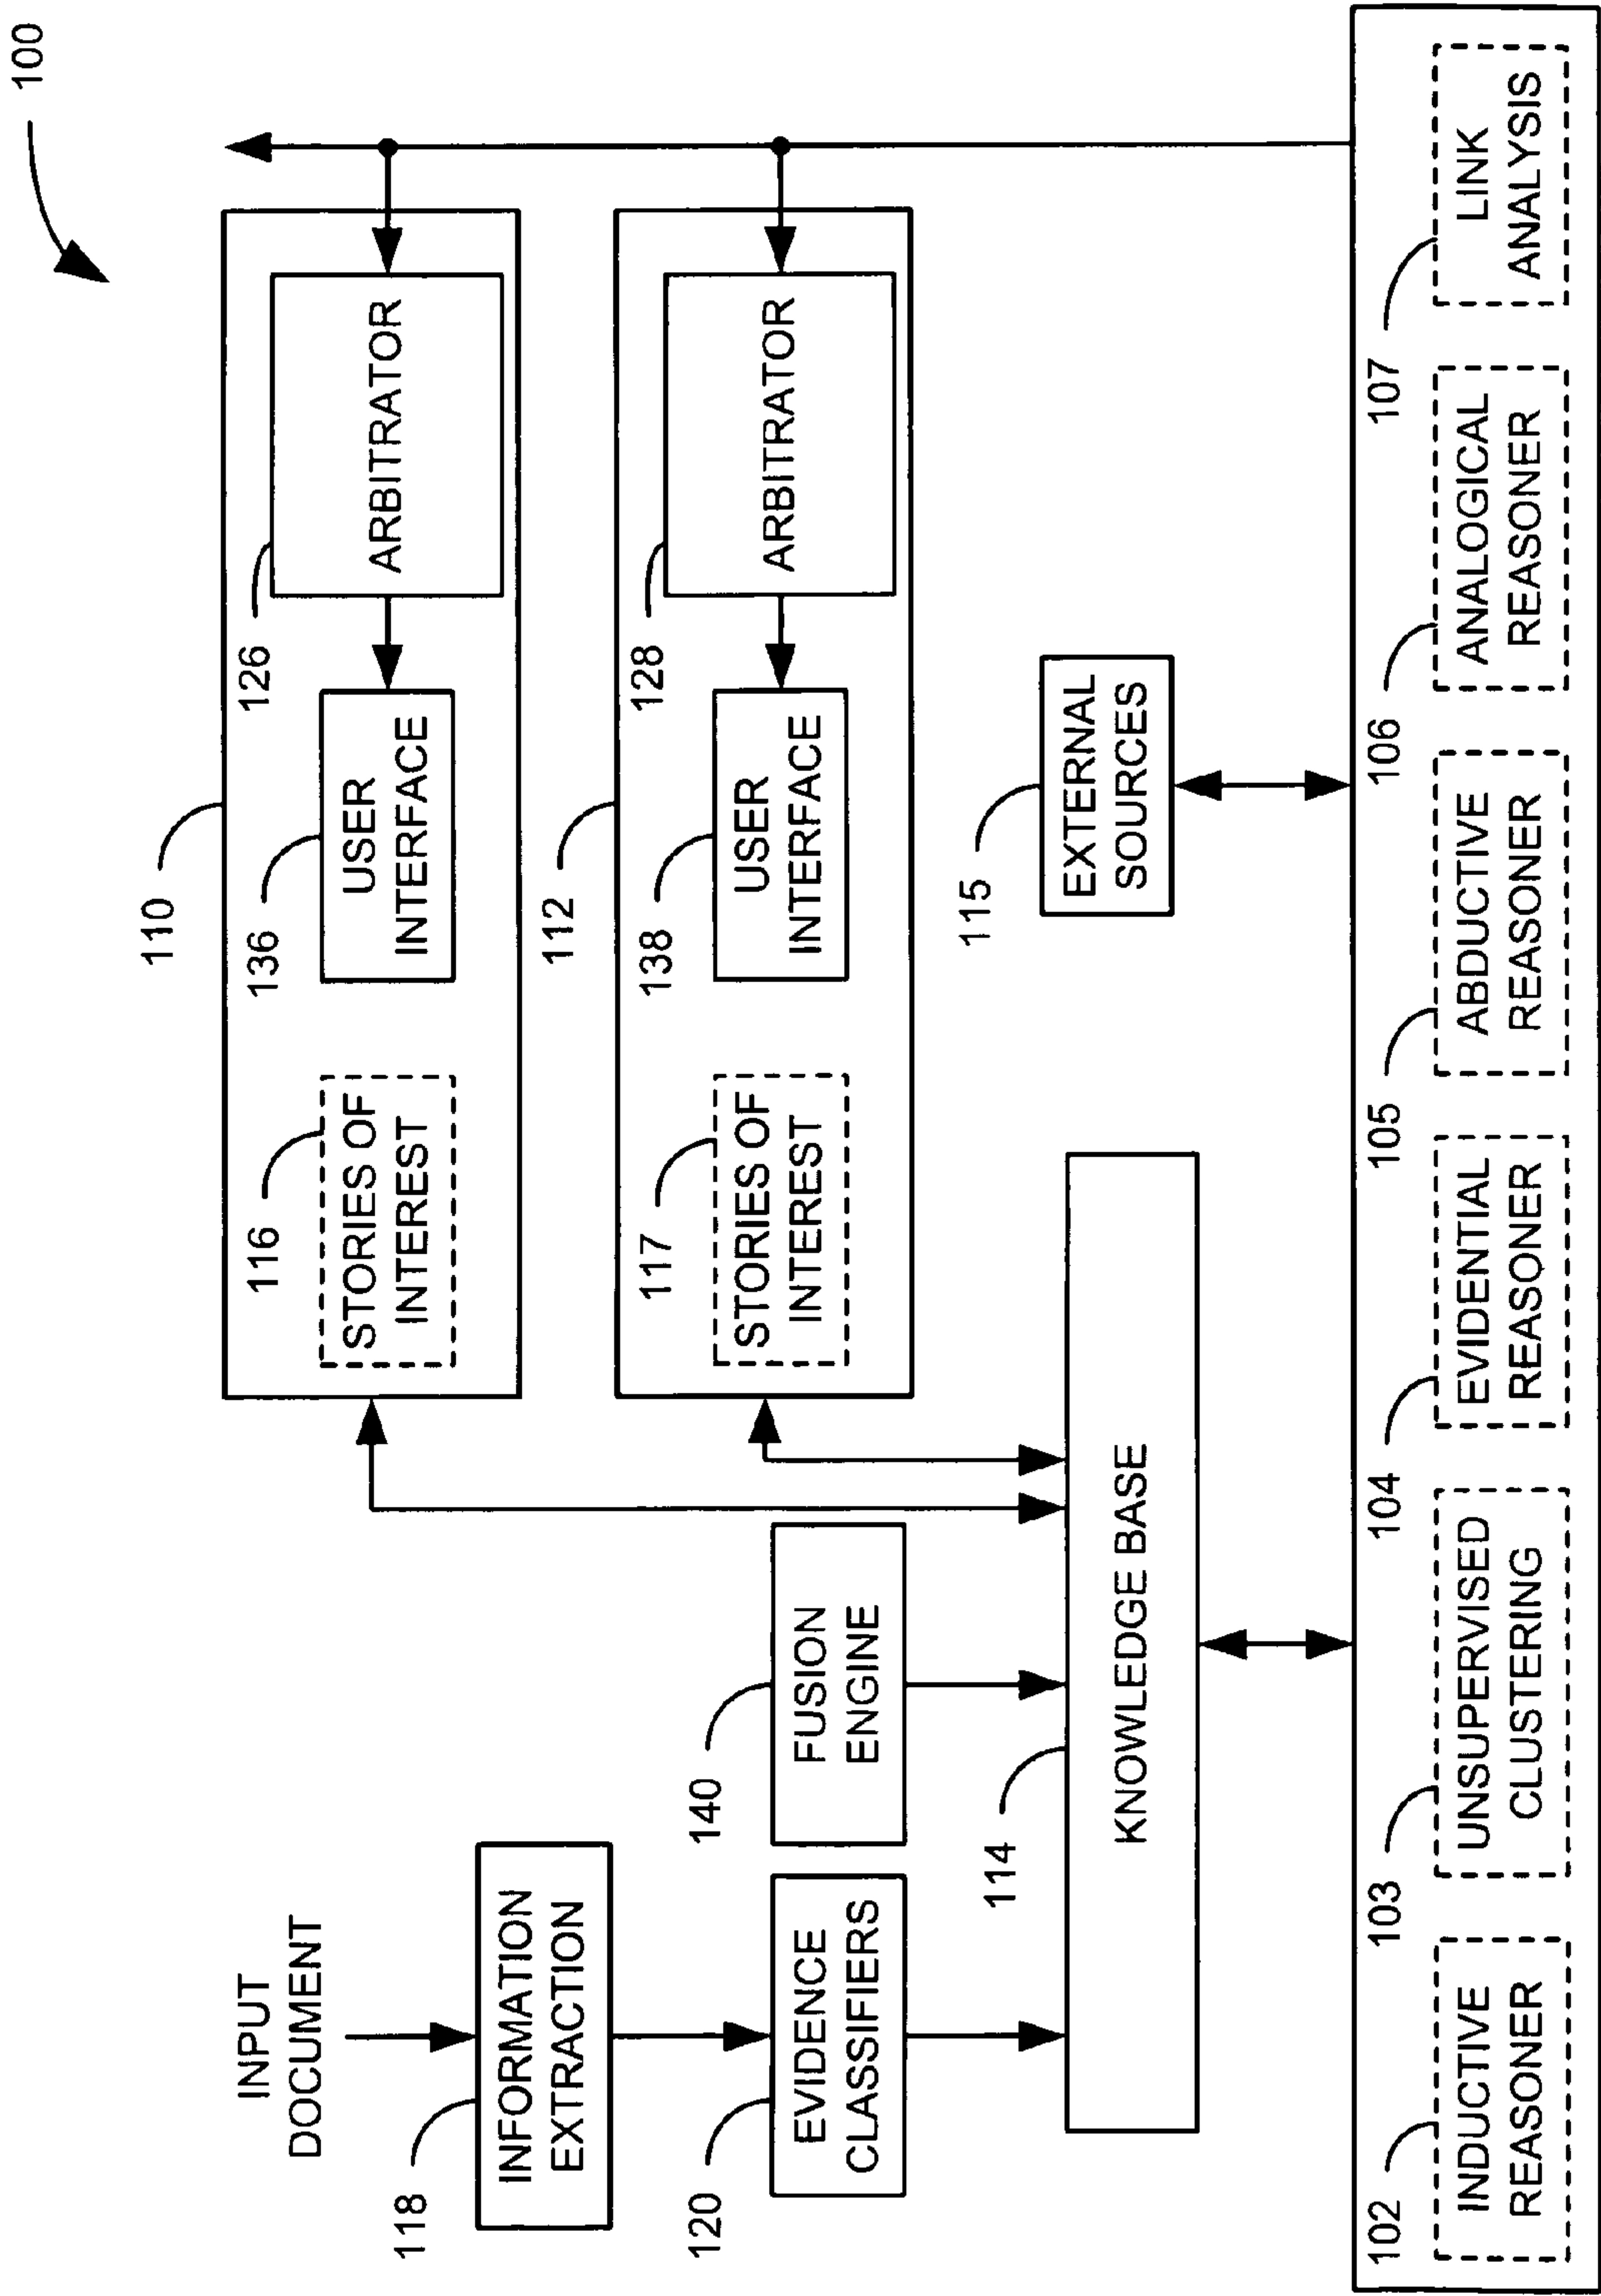 100
110
116
STORIES OF
INTEREST
136
USER
INTERFACE
126
ARBITRATOR
112
117
STORIES OF
INTEREST
138
USER
INTERFACE
128
ARBITRATOR
INPUT
DOCUMENT
118
INFORMATION
EXTRACTION
120
EVIDENCE
CLASSIFIERS
140
FUSION
ENGINE
115
EXTERNAL
SOURCES
114
KNOWLEDGE BASE
102
INDUCTIVE
REASONER
103
UNSUPERVISED
CLUSTERING
104
EVIDENTIAL
REASONER
105
ABDUCTIVE
REASONER
106
ANALOGICAL
REASONER
107
LINK
ANALYSIS